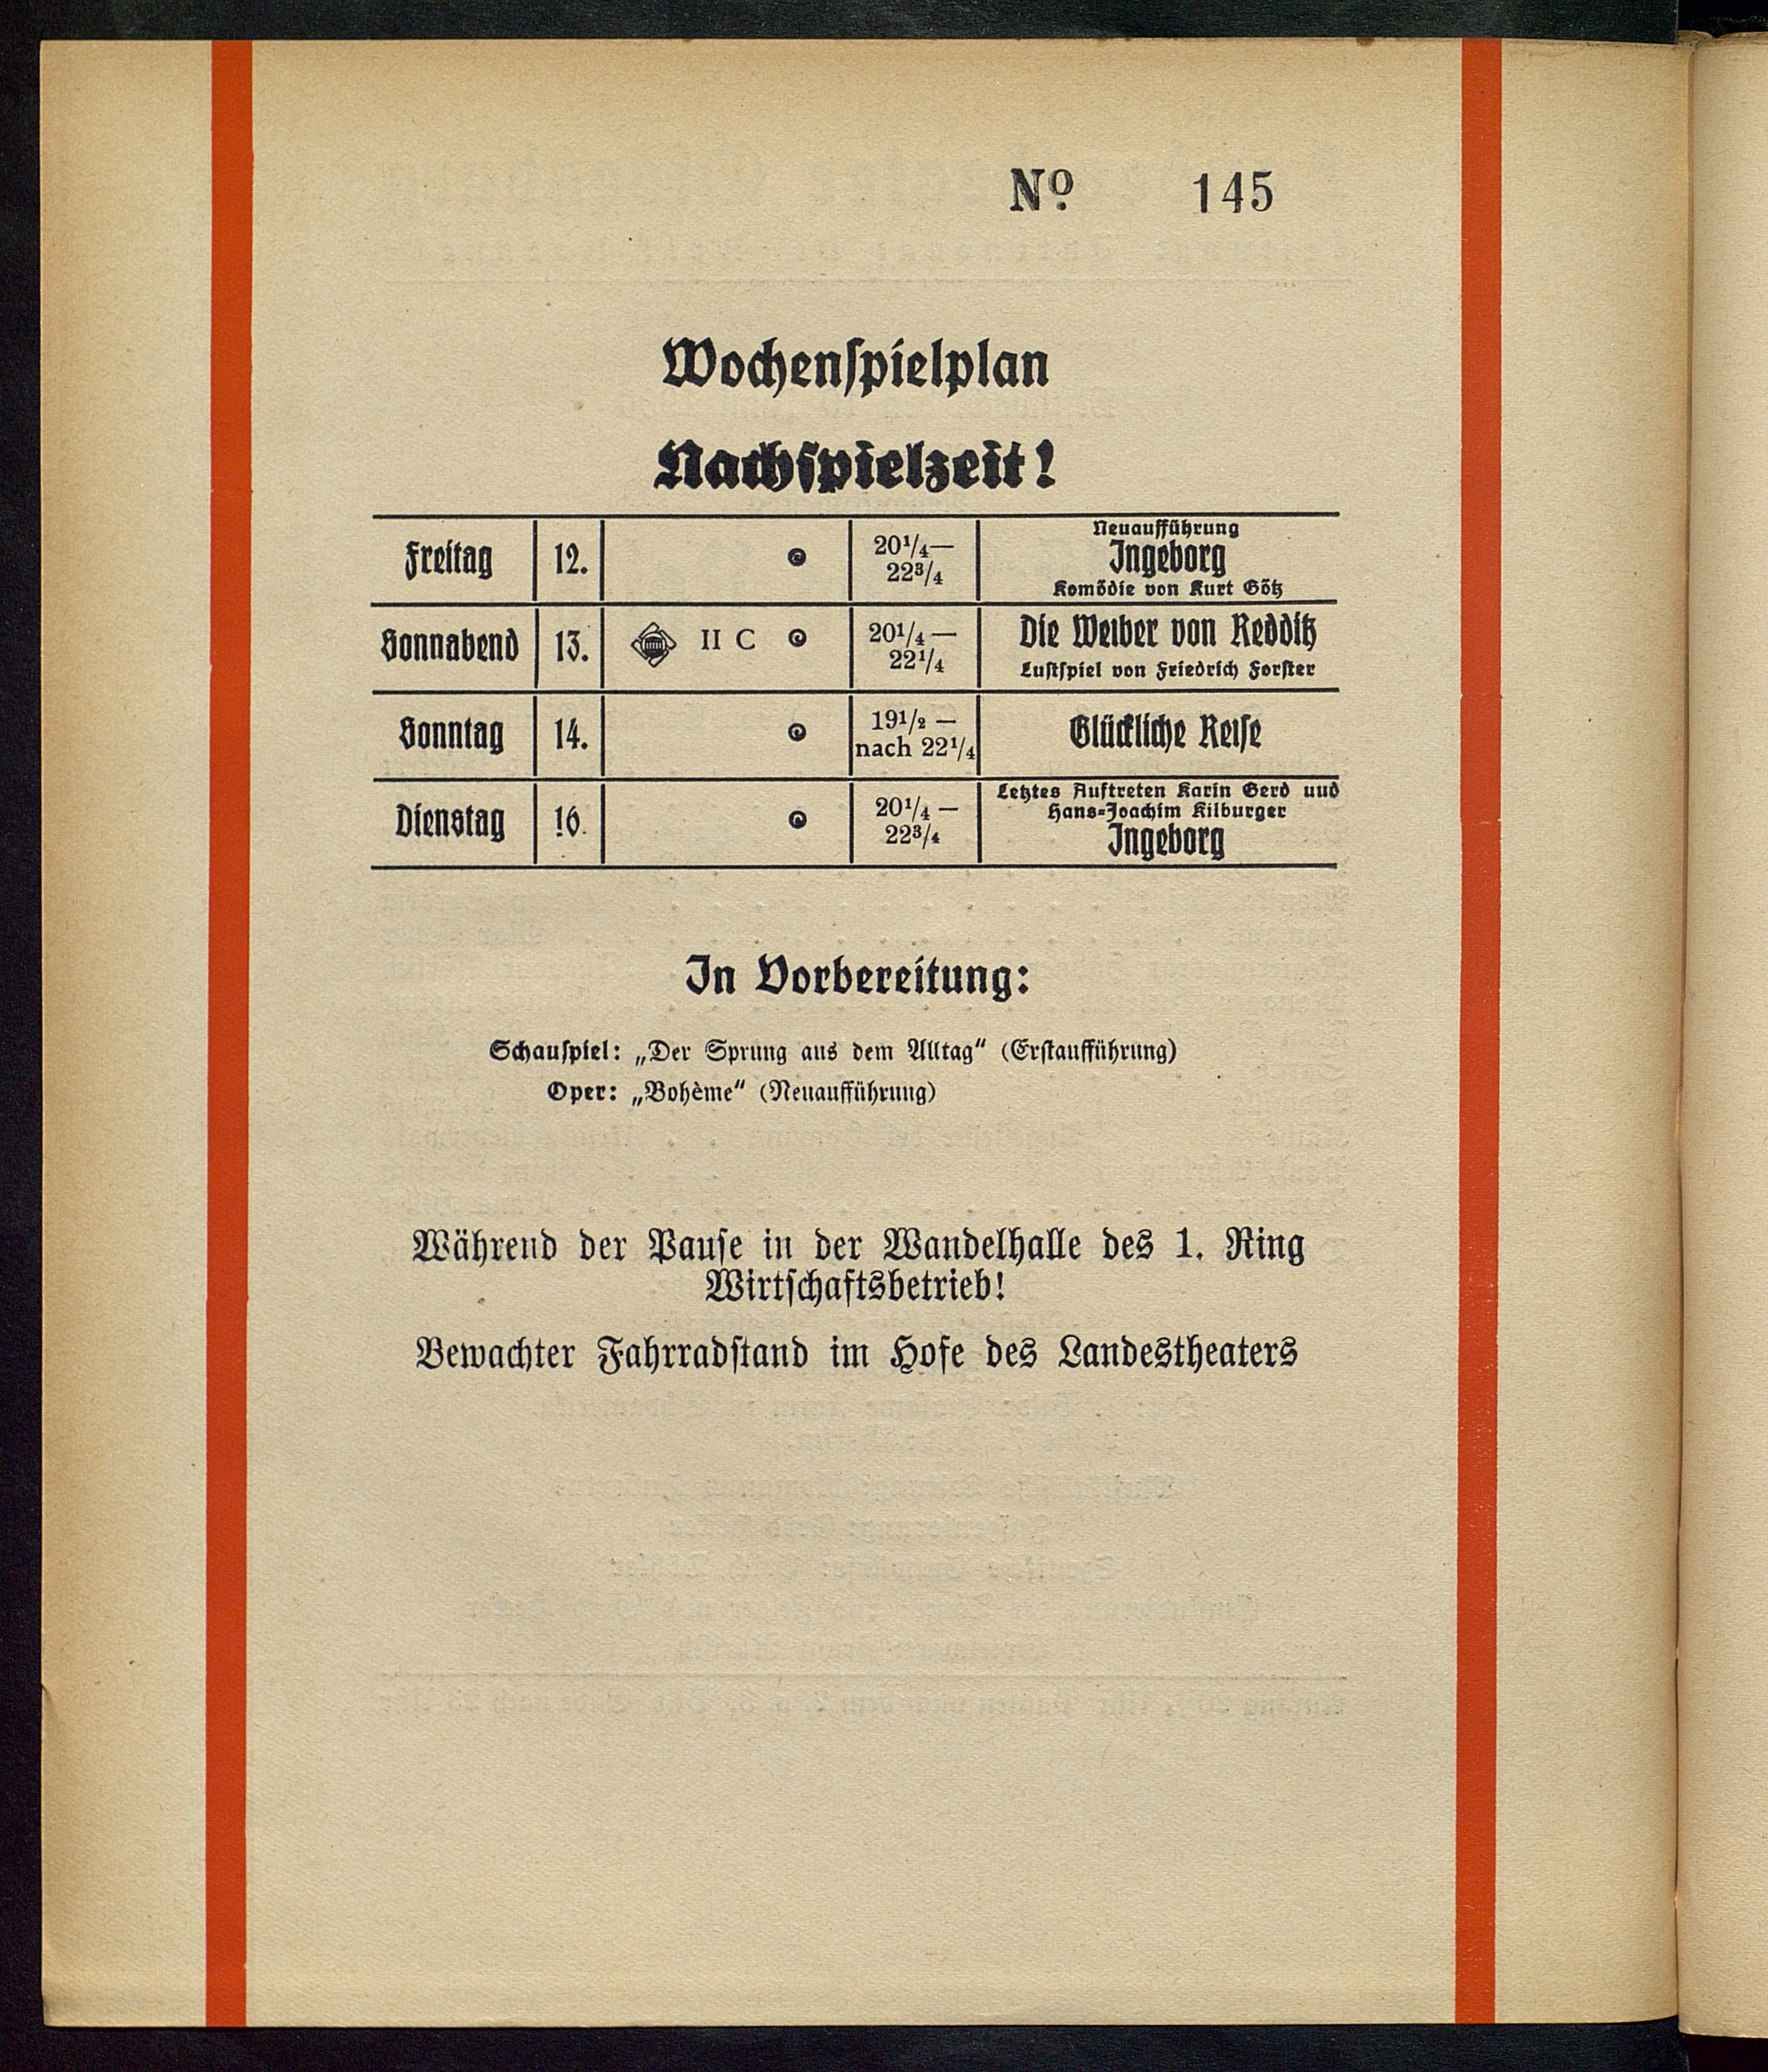 No 145
Wochenspielplan
Nachspielzeit!
Freitag 12. 20¼— 22¾ Neuaufführung
Ingeborg
Komödie von Kurt Götz
Sonnabend 13. II C 20¼— 22¼ Die Weiber von Redditz
Lustspiel von Friedrich Forster
Sonntag 14. 19½ — nach 22¼ Glückliche Reise
Dienstag 16. 20¼ — 22¾ Letztes Auftreten Karin Gerd und
Hans-Joachim Kilburger
Ingeborg
In Vorbereitung:
Schauspiel: „Der Sprung aus dem Alltag“ (Erstaufführung)
Oper: „Bohème“ (Neuaufführung)
Während der Pause in der Wandelhalle des 1. Ring
Wirtschaftsbetrieb!
Bewachter Fahrradstand im Hofe des Landestheaters